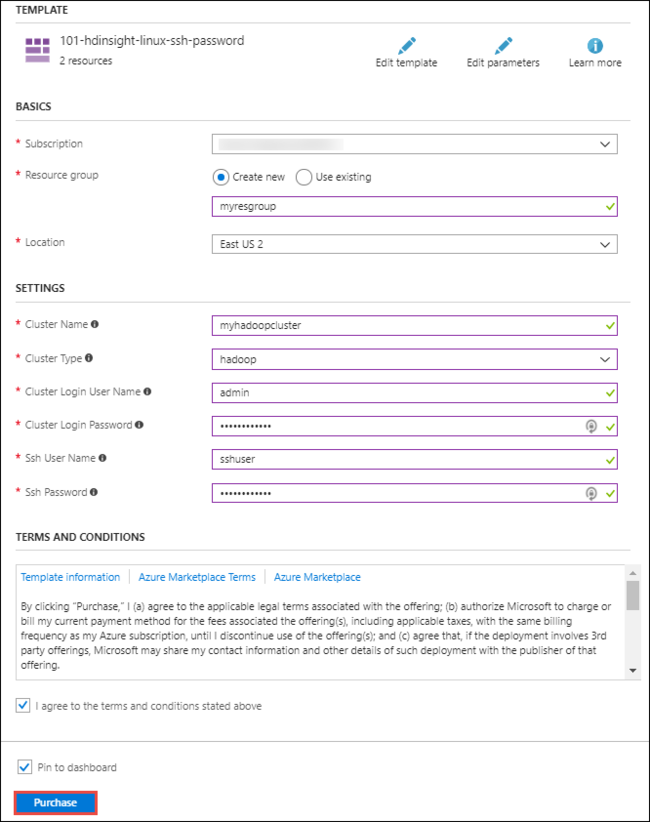 TEMPLATE
101-hdinsight-linux-ssh-password
2 resources
Edit template
Edit parameters
Learn more
BASICS
* Subscription
* Resource group
Create new
Use existing
myresgroup
* Location
East US 2
SETTINGS
* Cluster Name
myhadoopcluster
* Cluster Type
hadoop
* Cluster Login User Name
admin
* Cluster Login Password
••••••••••••
* Ssh User Name
sshuser
* Ssh Password
••••••••••••
TERMS AND CONDITIONS
Template information
Azure Marketplace Terms
Azure Marketplace
By clicking “Purchase,” I (a) agree to the applicable legal terms associated with the offering; (b) authorize Microsoft to charge or
bill my current payment method for the fees associated the offering(s), including applicable taxes, with the same billing
frequency as my Azure subscription, until I discontinue use of the offering(s); and (c) agree that, if the deployment involves 3rd
party offerings, Microsoft may share my contact information and other details of such deployment with the publisher of that
offering.
I agree to the terms and conditions stated above
Pin to dashboard
Purchase